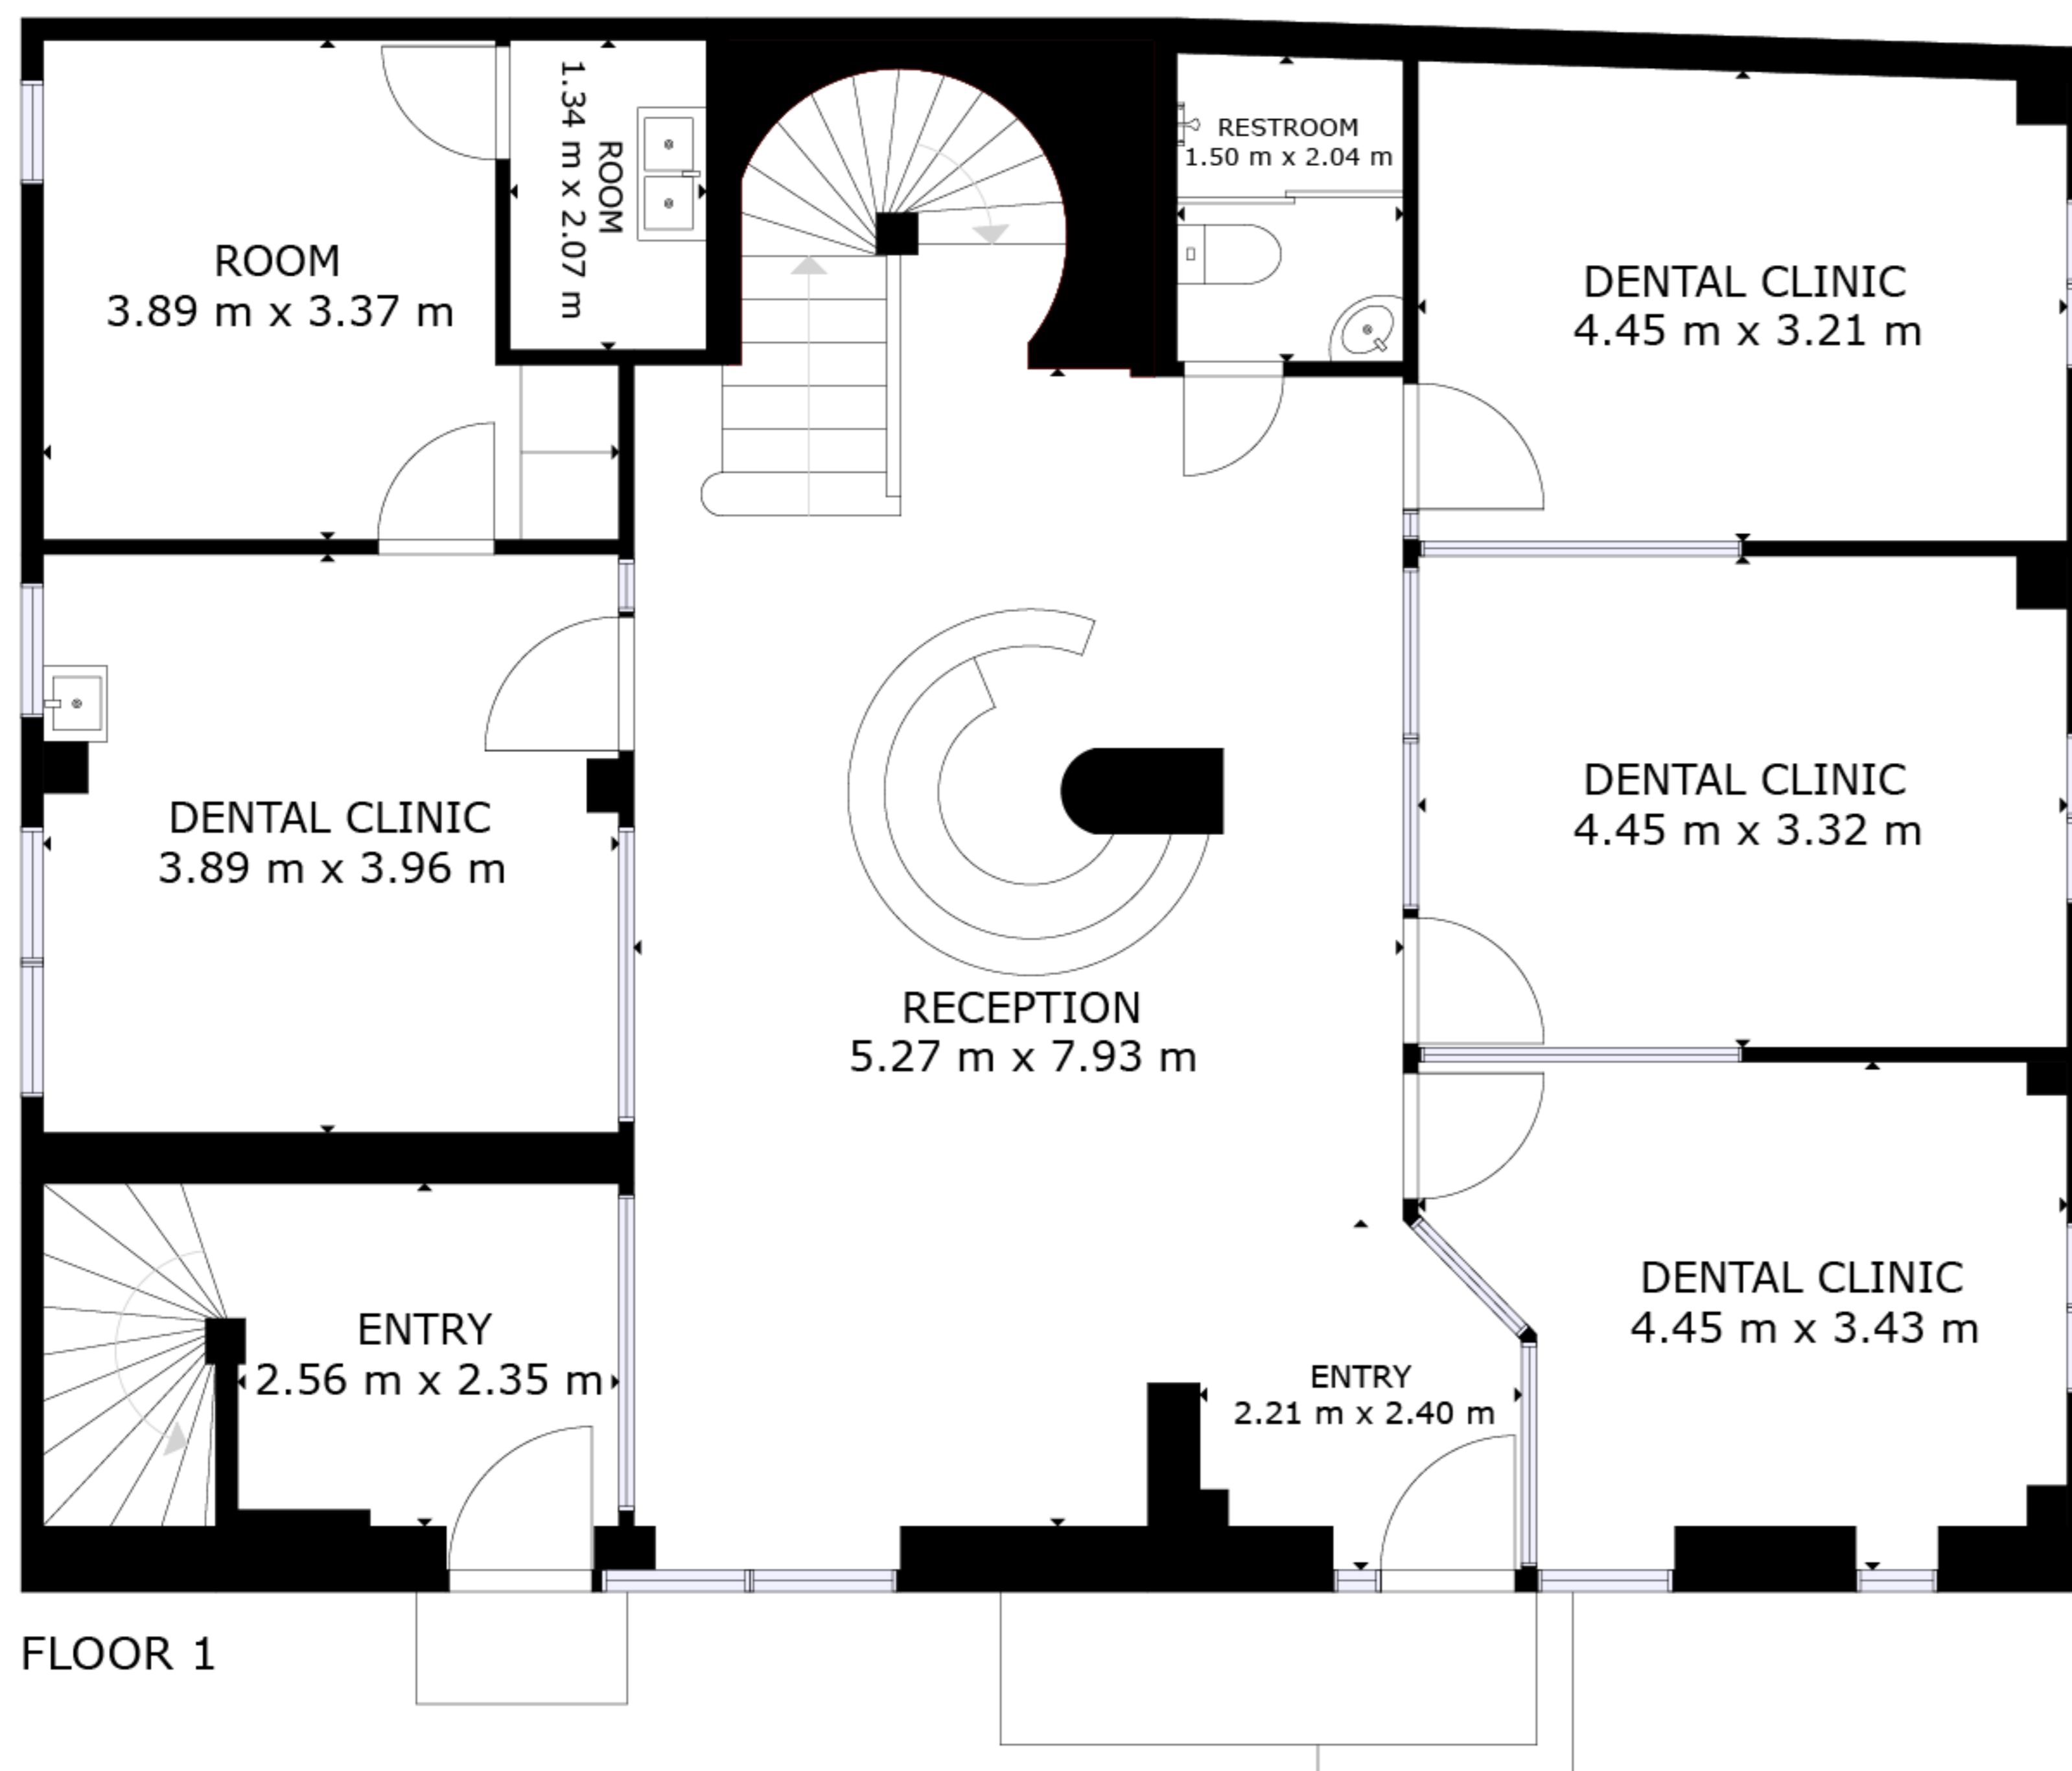 ROOM
1.34 m x 2.07 m
RESTROOM
1.50 m x 2.04 m
ROOM
3.89 m x 3.37 m
DENTAL CLINIC
4.45 m x 3.21 m
DENTAL CLINIC
3.89 m x 3.96 m
DENTAL CLINIC
4.45 m x 3.32 m
RECEPTION
5.27 m x 7.93 m
ENTRY
2.56 m x 2.35 m
ENTRY
2.21 m x 2.40 m
DENTAL CLINIC
4.45 m x 3.43 m
FLOOR 1